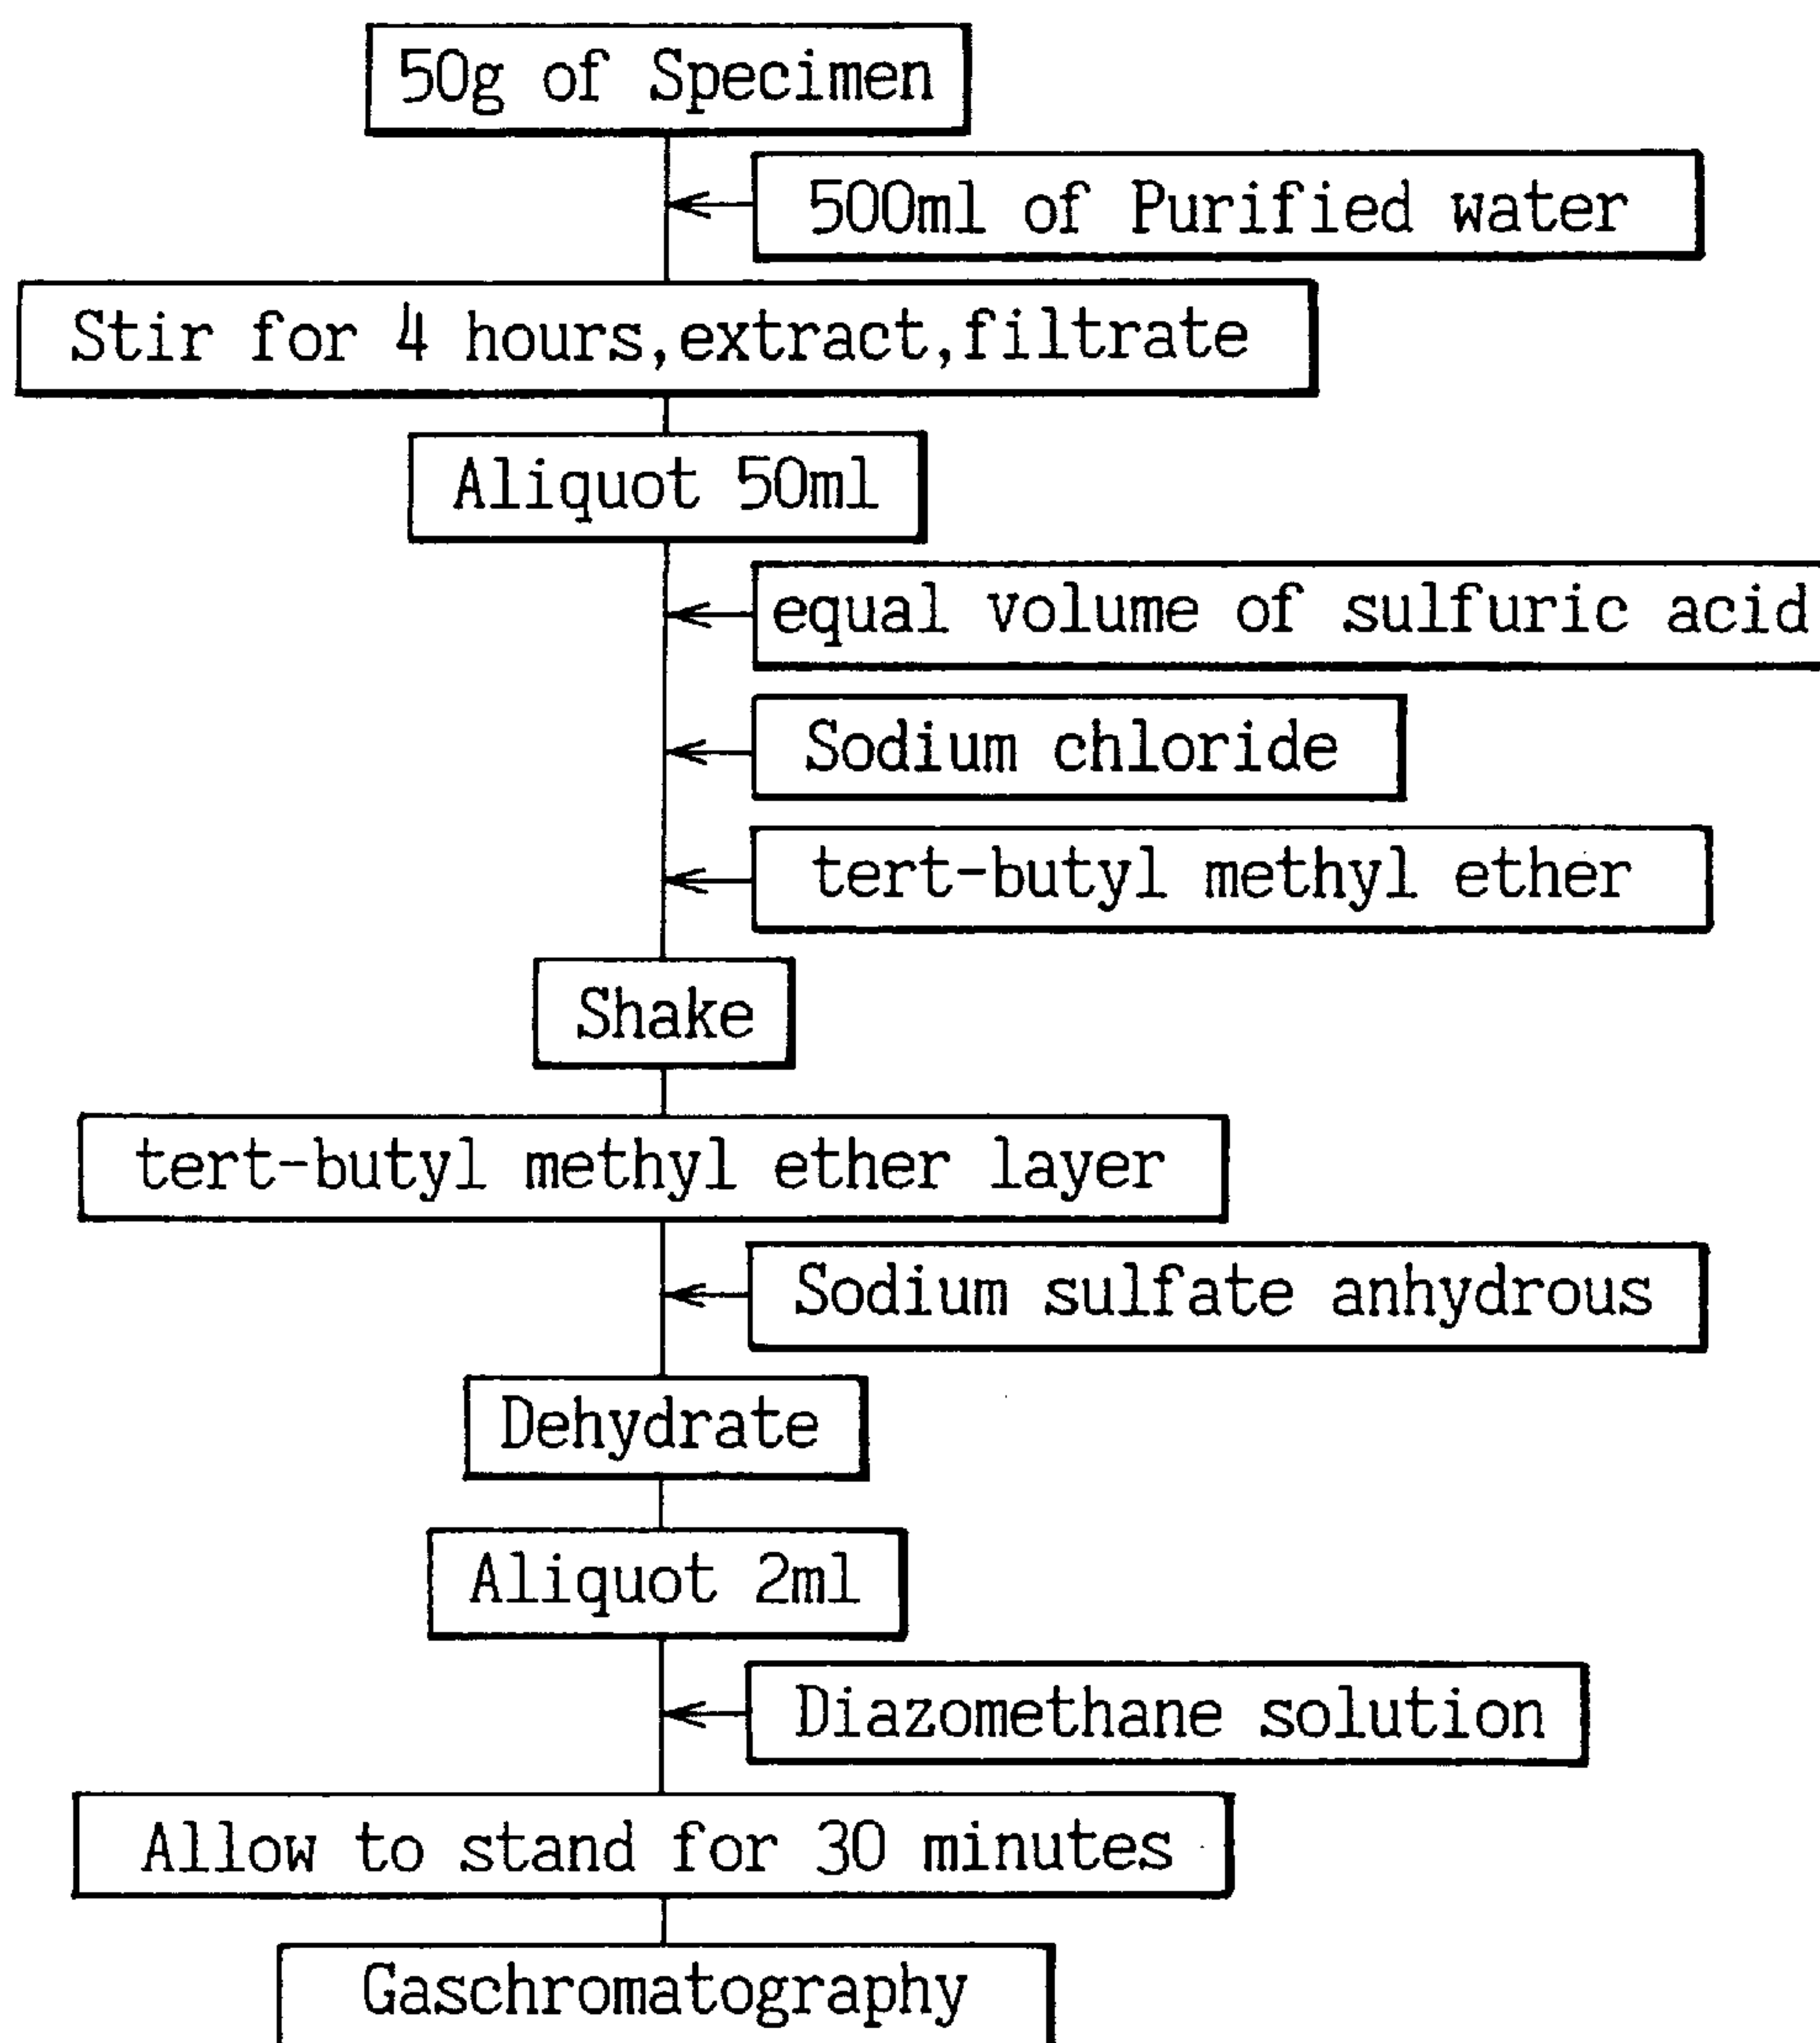 50g of Specimen
500ml of Purified water
Stir for 4 hours,extract,filtrate
Aliquot 50ml
equal volume of sulfuric acid
Sodium chloride
tert-butyl methyl ether
Shake
tert-butyl methyl ether layer
Sodium sulfate anhydrous
Dehydrate
Aliquot 2ml
Diazomethane solution
Allow to stand for 30 minutes
Gaschromatography